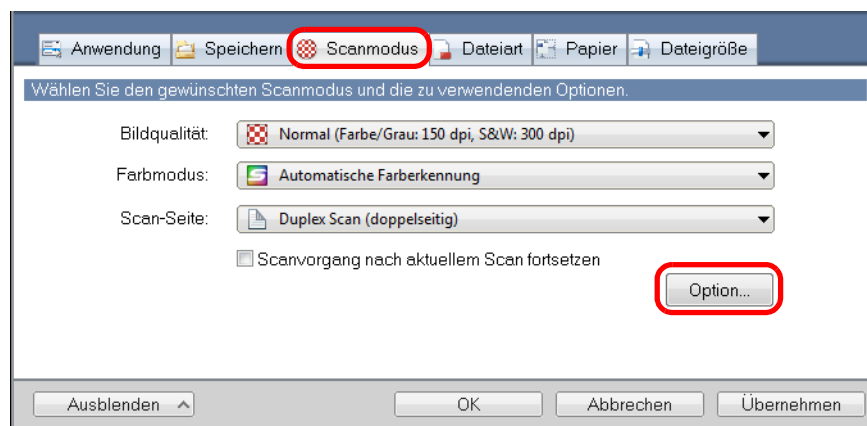 Anwendung Speichern Scanmodus Dateiart Papier Dateigröße
Wählen Sie den gewünschten Scanmodus und die zu verwendenden Optionen.
Bildqualität: Normal (Farbe/Grau: 150 dpi, S&W: 300 dpi)
Farbmodus: Automatische Farberkennung
Scan-Seite: Duplex Scan (doppelseitig)
Scanvorgang nach aktuellem Scan fortsetzen
Option...
Ausblenden OK Abbrechen Übernehmen